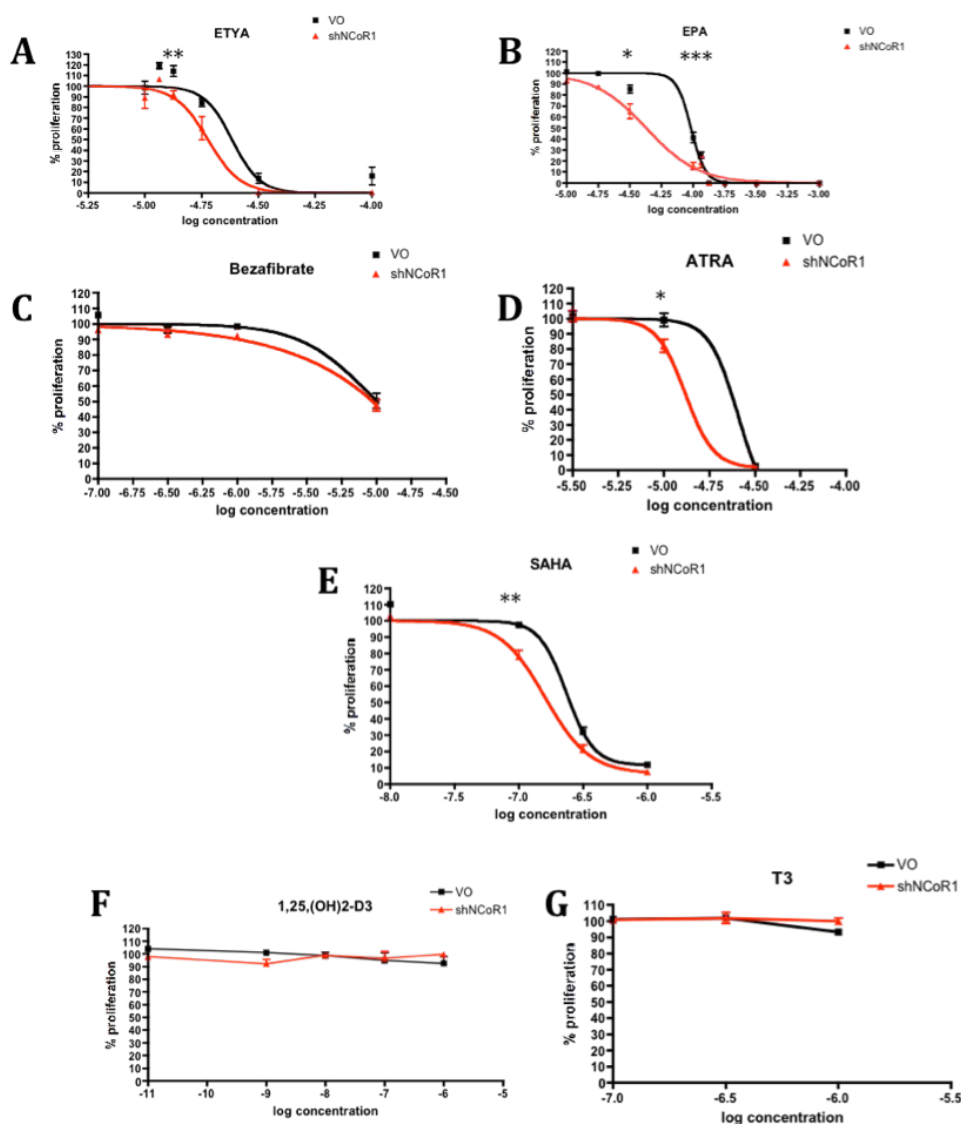 A
ETYA
VO
shNCoR1
**
% proliferation
130
120
110
100
90
80
70
60
50
40
30
20
10
0
-5.25 -5.00 -4.75 -4.50 -4.25 -4.00
log concentration
B
EPA
VO
shNCoR1
* ***
% proliferation
120
110
100
90
80
70
60
50
40
30
20
10
0
-5.00 -4.75 -4.50 -4.25 -4.00 -3.75 -3.50 -3.25 -3.00
log concentration
C
Bezafibrate
VO
shNCoR1
% proliferation
120
110
100
90
80
70
60
50
40
30
20
10
0
-7.00 -6.75 -6.50 -6.25 -6.00 -5.75 -5.50 -5.25 -5.00 -4.75 -4.50
log concentration
D
ATRA
VO
shNCoR1
*
% proliferation
120
110
100
90
80
70
60
50
40
30
20
10
0
-5.50 -5.25 -5.00 -4.75 -4.50 -4.25 -4.00
log concentration
E
SAHA
VO
shNCoR1
**
% proliferation
120
110
100
90
80
70
60
50
40
30
20
10
0
-8.0 -7.5 -7.0 -6.5 -6.0 -5.5
log concentration
F
1,25,(OH)2-D3
VO
shNCoR1
% proliferation
120
110
100
90
80
70
60
50
40
30
20
10
0
-11 -10 -9 -8 -7 -6 -5
log concentration
G
T3
VO
shNCoR1
% proliferation
110
100
90
80
70
60
50
40
30
20
10
0
-7.0 -6.5 -6.0 -5.5
log concentration